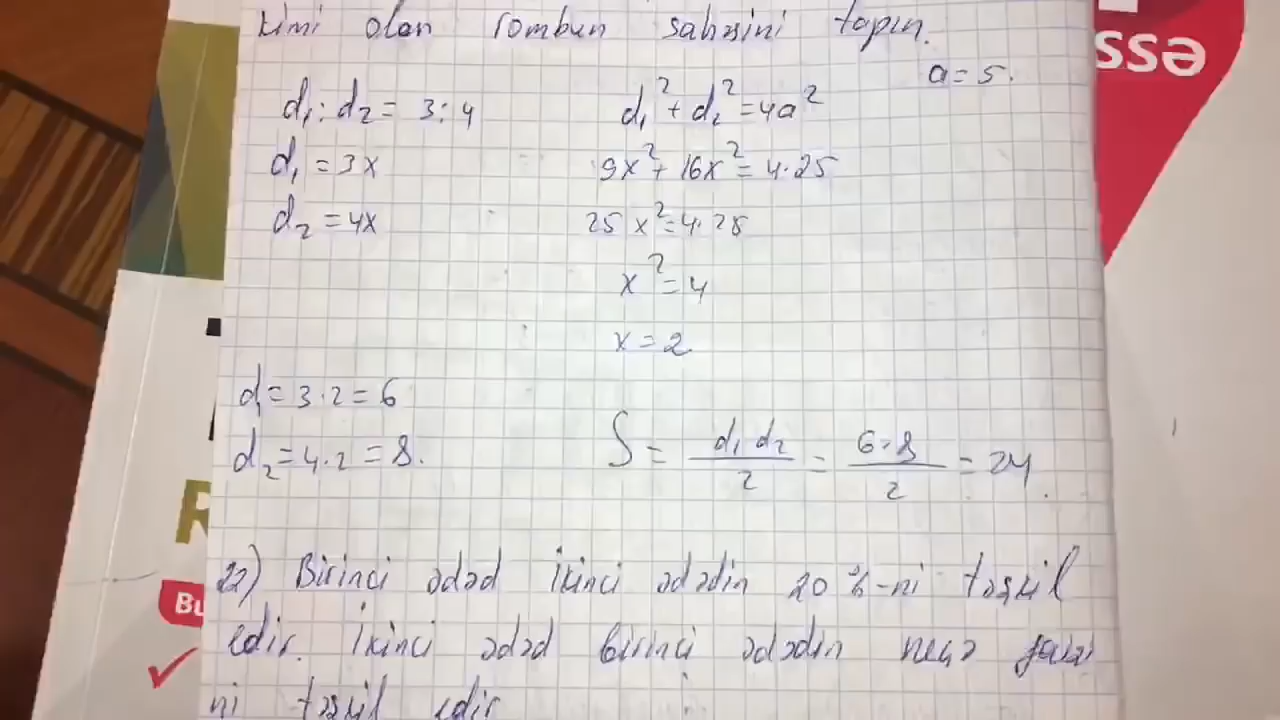 kimi olan rombun sahəsini tapın.
a = 5.
d₁ : d₂ = 3 : 4
d₁ = 3x
d₂ = 4x
d₁² + d₂² = 4a²
9x² + 16x² = 4·25
25x² = 4·25
x² = 4
x = 2
d₁ = 3·2 = 6
d₂ = 4·2 = 8.
S = d₁ d₂ / 2 = 6·8 / 2 = 24.
22) Birinci ədəd ikinci ədədin 20%-ni təşkil
edir. İkinci ədəd birinci ədədin neçə faizi
ni təşkil edir
ssə
R
Bu